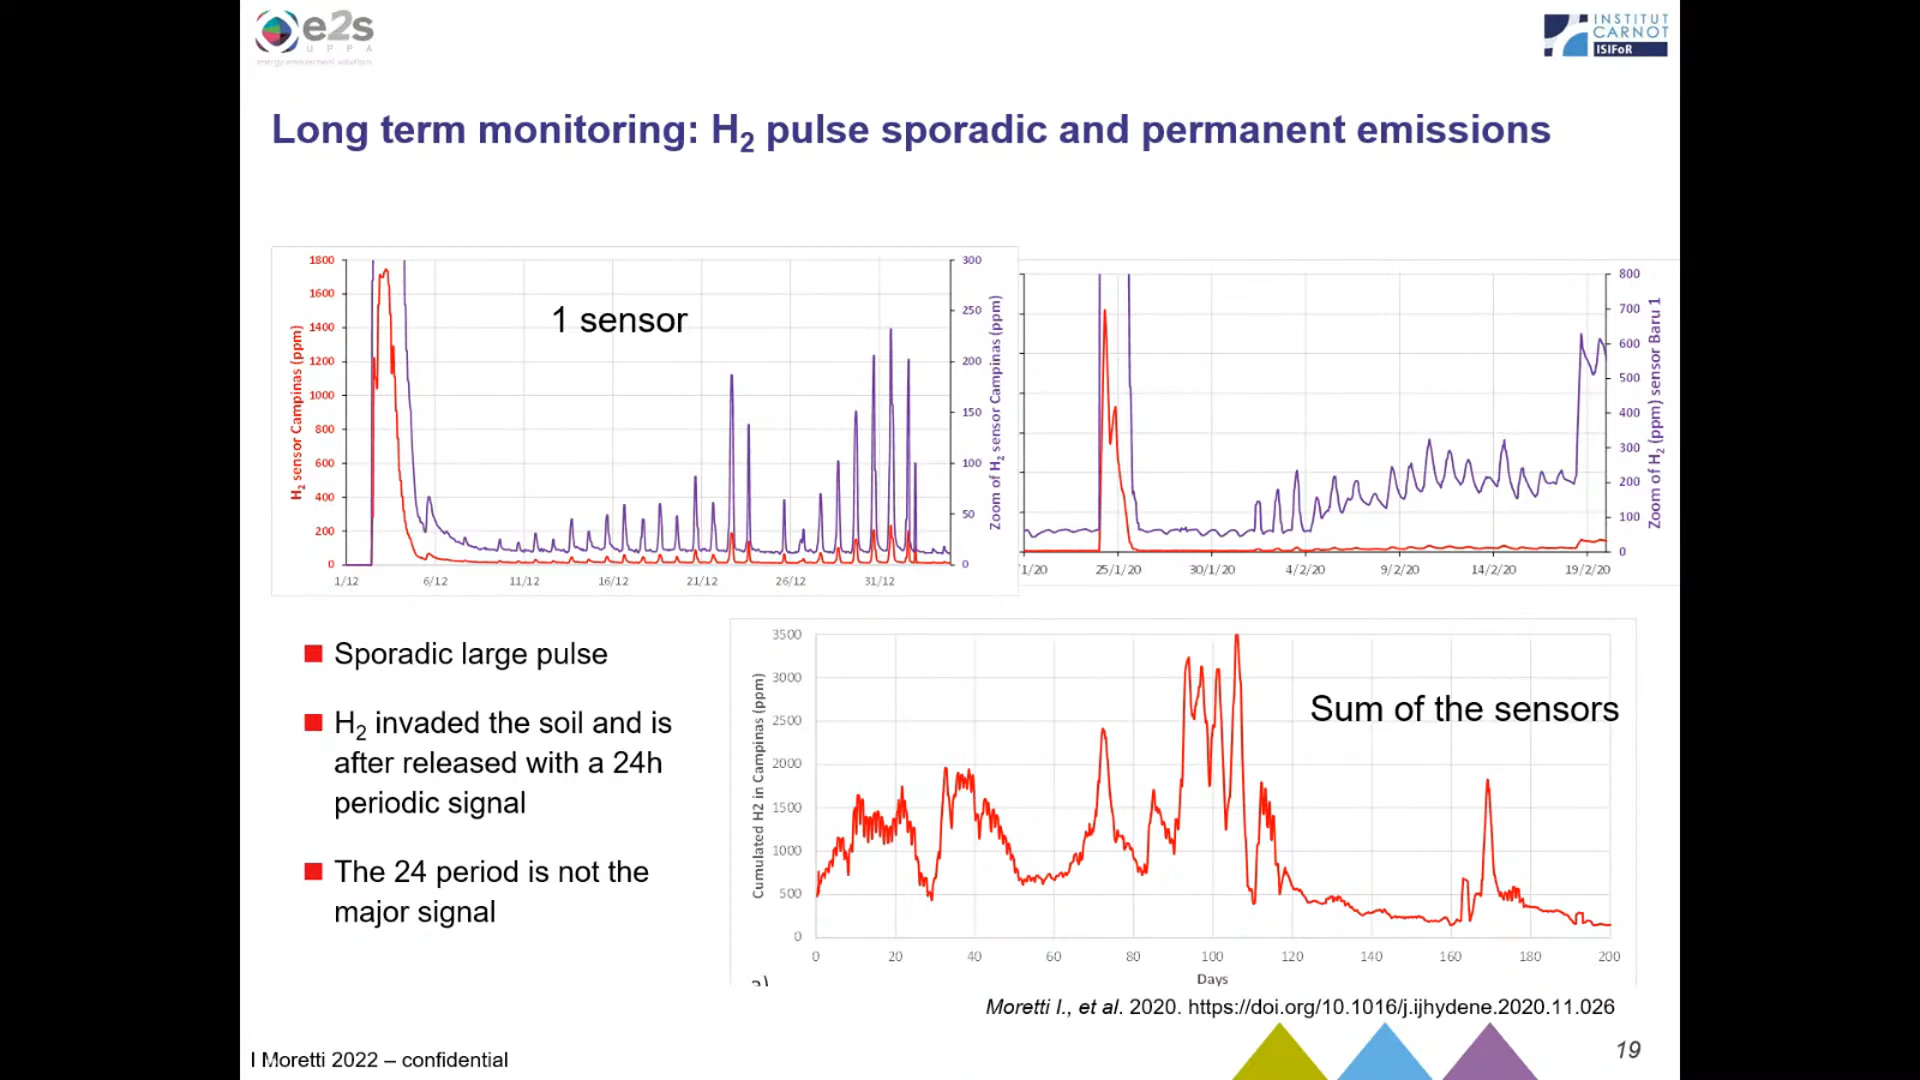 e2s
UPPA
energy environment solutions
INSTITUT
CARNOT
ISIFoR
Long term monitoring: H2 pulse sporadic and permanent emissions
1 sensor
H2 sensor Campinas (ppm)
1800
1600
1400
1200
1000
800
600
400
200
0
1/12
6/12
11/12
16/12
21/12
26/12
31/12
300
250
200
150
100
50
0
Zoom of H2 sensor Campinas (ppm)
1/20
25/1/20
30/1/20
4/2/20
9/2/20
14/2/20
19/2/20
800
700
600
500
400
300
200
100
0
Zoom of H2 (ppm) sensor Baru 1
Sporadic large pulse
H2 invaded the soil and is
after released with a 24h
periodic signal
The 24 period is not the
major signal
Sum of the sensors
Cumulated H2 in Campinas (ppm)
3500
3000
2500
2000
1500
1000
500
0
0
20
40
60
80
100
120
140
160
180
200
Days
Moretti I., et al. 2020. https://doi.org/10.1016/j.ijhydene.2020.11.026
I Moretti 2022 – confidential
19